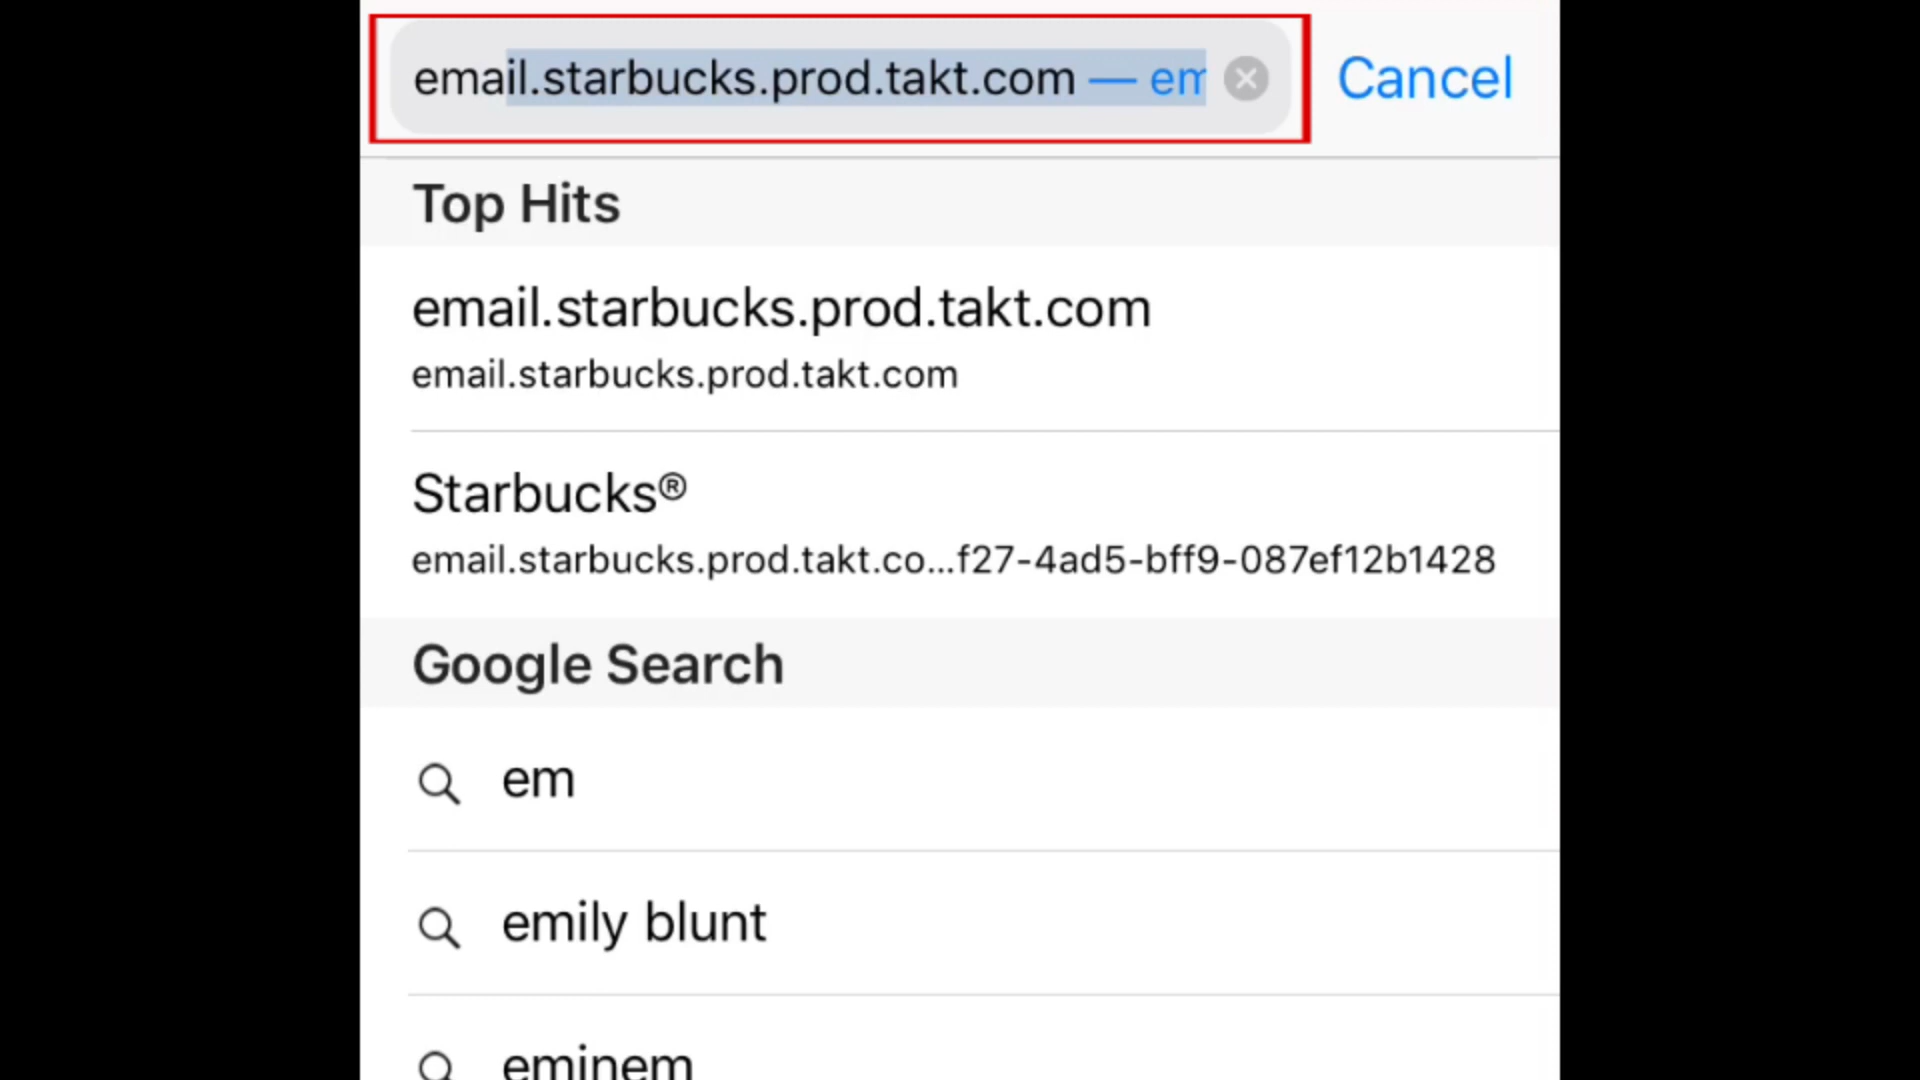 email.starbucks.prod.takt.com — em
Cancel
Top Hits
email.starbucks.prod.takt.com
email.starbucks.prod.takt.com
Starbucks®
email.starbucks.prod.takt.co...f27-4ad5-bff9-087ef12b1428
Google Search
em
emily blunt
eminem